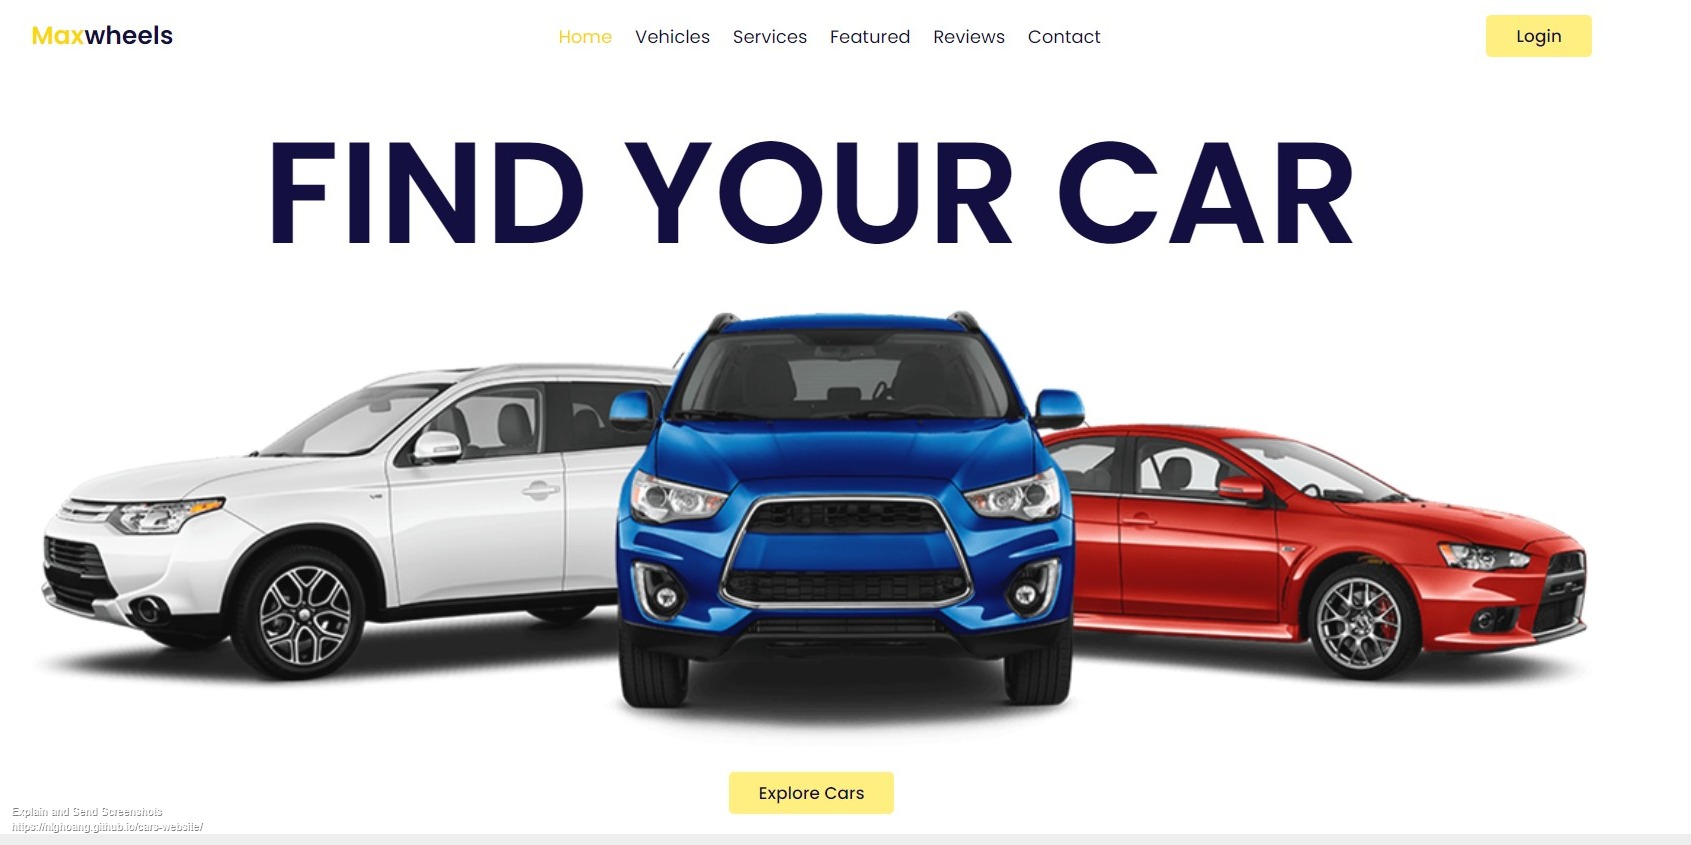 Maxwheels
Home Vehicles Services Featured Reviews Contact
Login
FIND YOUR CAR
Explore Cars
Explain and Send Screenshots
https://nlghoang.github.io/cars-website/